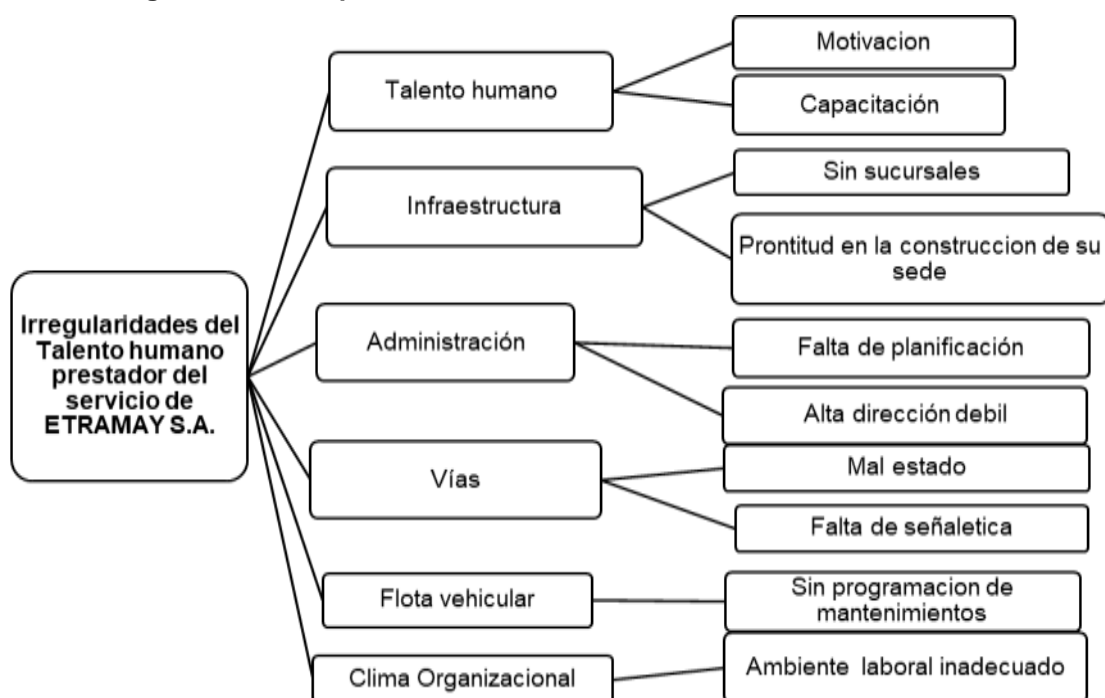 Irregularidades del
Talento humano
prestador del
servicio de
ETRAMAY S.A.
Talento humano
Motivacion
Capacitación
Infraestructura
Sin sucursales
Prontitud en la construccion de su
sede
Administración
Falta de planificación
Alta dirección debil
Vías
Mal estado
Falta de señaletica
Flota vehicular
Sin programacion de
mantenimientos
Clima Organizacional
Ambiente laboral inadecuado